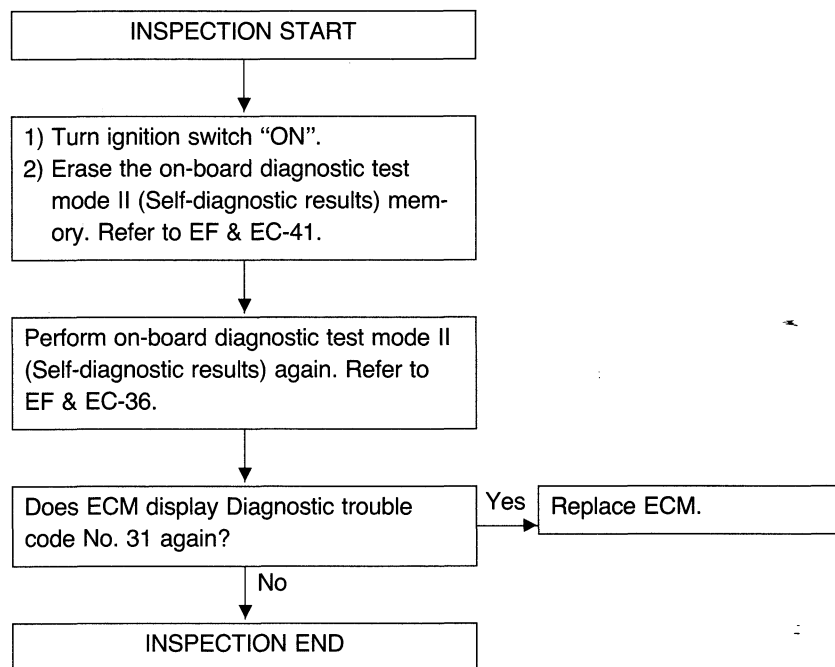 INSPECTION START
1) Turn ignition switch “ON”.
2) Erase the on-board diagnostic test
mode II (Self-diagnostic results) mem-
ory. Refer to EF & EC-41.
Perform on-board diagnostic test mode II
(Self-diagnostic results) again. Refer to
EF & EC-36.
Does ECM display Diagnostic trouble
code No. 31 again?
Yes
Replace ECM.
No
INSPECTION END